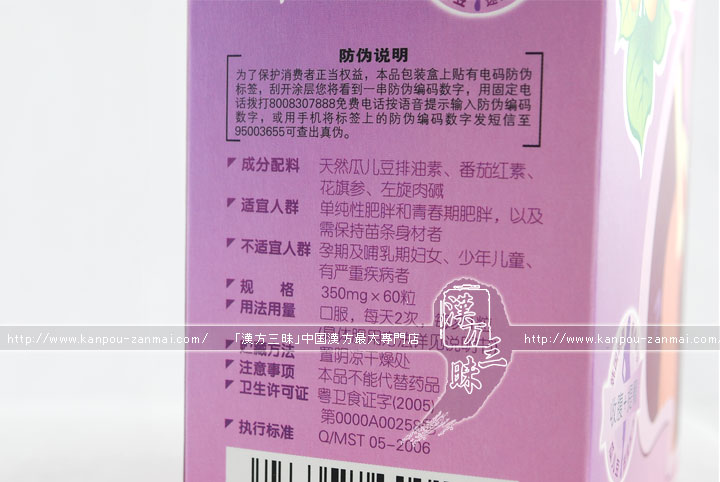 防伪说明
为了保护消费者正当权益，本品包装盒上贴有电码防伪
标签，刮开涂层您将看到一串防伪编码数字，用固定电
话拨打8008307888免费电话按语音提示输入防伪编码
数字，或用手机将标签上的防伪编码数字发短信至
95003655可查出真伪。
成分配料 天然瓜儿豆排油素、番茄红素、
花旗参、左旋肉碱
适宜人群 单纯性肥胖和青春期肥胖，以及
需保持苗条身材者
不适宜人群 孕期及哺乳期妇女、少年儿童、
有严重疾病者
规 格 350mg×60粒
用法用量 口服，每天2次，
http://www.kanpou-zanmai.com/ 「漢方三昧」中国漢方最大専門店 http://www.kanpou-zanmai.com/
漢方三昧
方法 置阴凉干燥处
注意事项 本品不能代替药品
卫生许可证 粤卫食证字(2005)
第0000A002
执行标准 Q/MST 05-2006